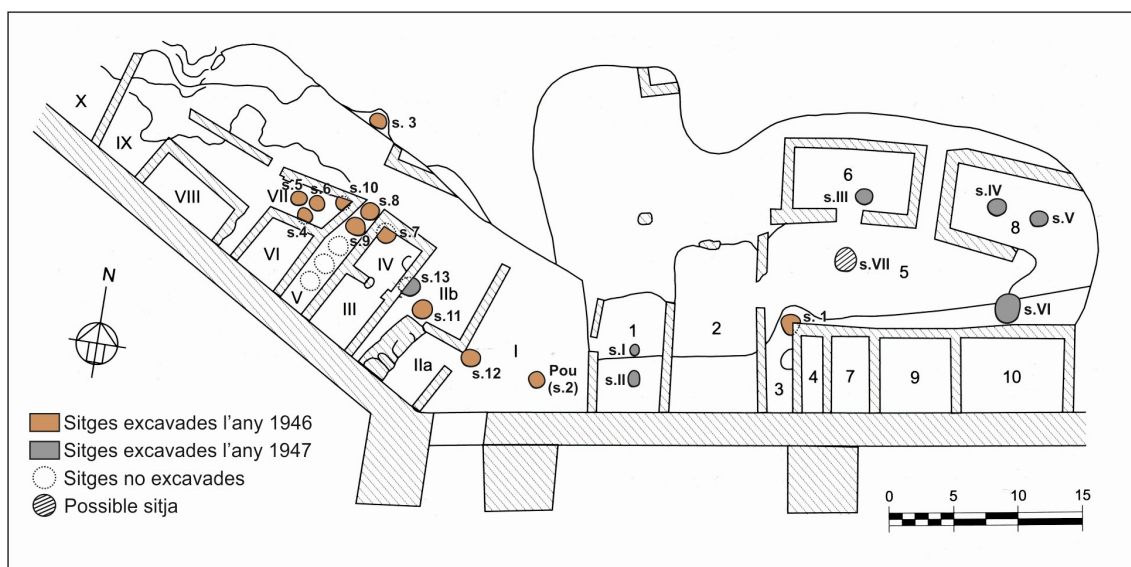 X
IX
VIII
VII
s.5
s.6
s.10
s. 3
s.8
s.4
s.9
s.7
VI
IV
V
III
s.13
IIb
s.11
IIa
s.12
I
Pou
(s.2)
N
6
s.III
s.IV
s.V
8
s.VII
5
s.VI
1
s.I
s.II
2
s. 1
3
4
7
9
10
Sitges excavades l'any 1946
Sitges excavades l'any 1947
Sitges no excavades
Possible sitja
0 5 10 15